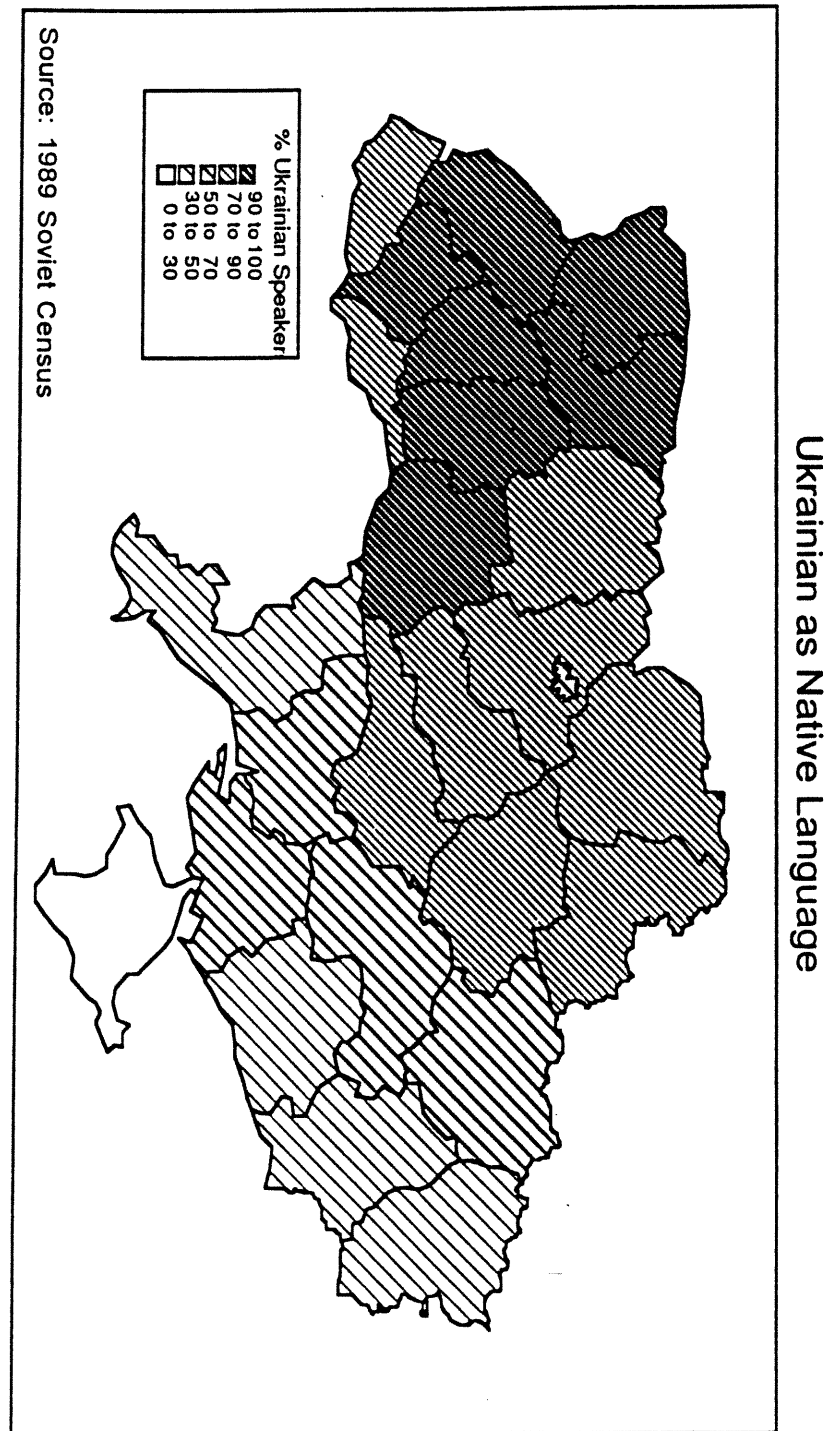 Ukrainian as Native Language
% Ukrainian Speaker
90 to 100
70 to 90
50 to 70
30 to 50
0 to 30
Source: 1989 Soviet Census